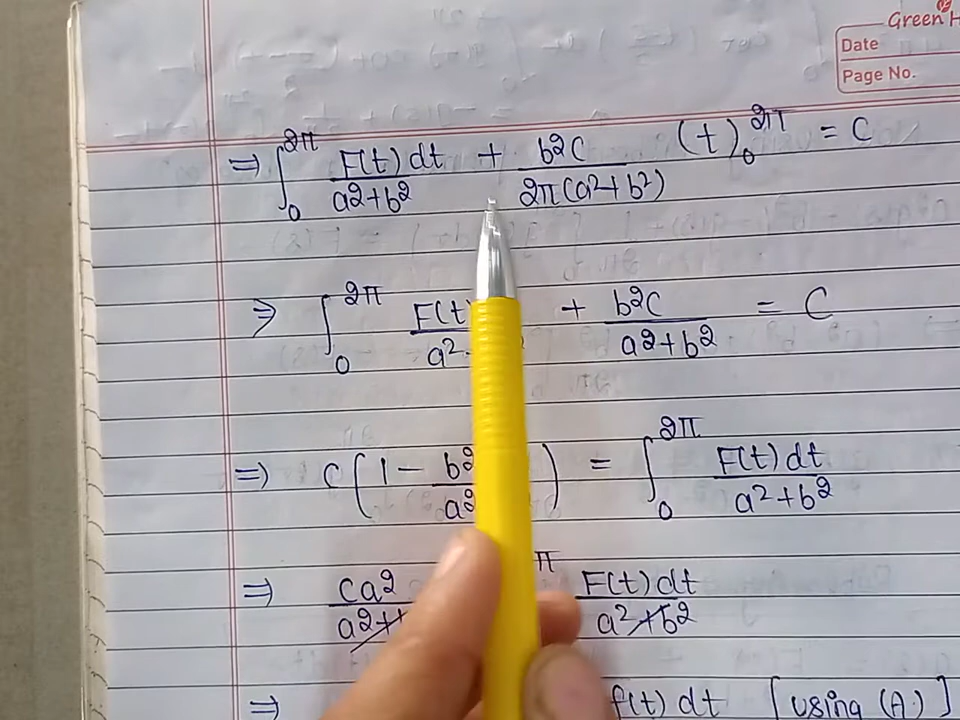 Green
Date
Page No.
⇒ ∫₀^2π F(t) dt / a²+b² + b²c / 2π(a²+b²) (t)₀^2π = C
⇒ ∫₀^2π F(t) / a² + b²c / a²+b² = C
⇒ C(1 − b² / a²) = ∫₀^2π F(t) dt / a²+b²
⇒ ca² / a²+ π F(t) dt / a²+b²
⇒ f(t) dt [using (A)]